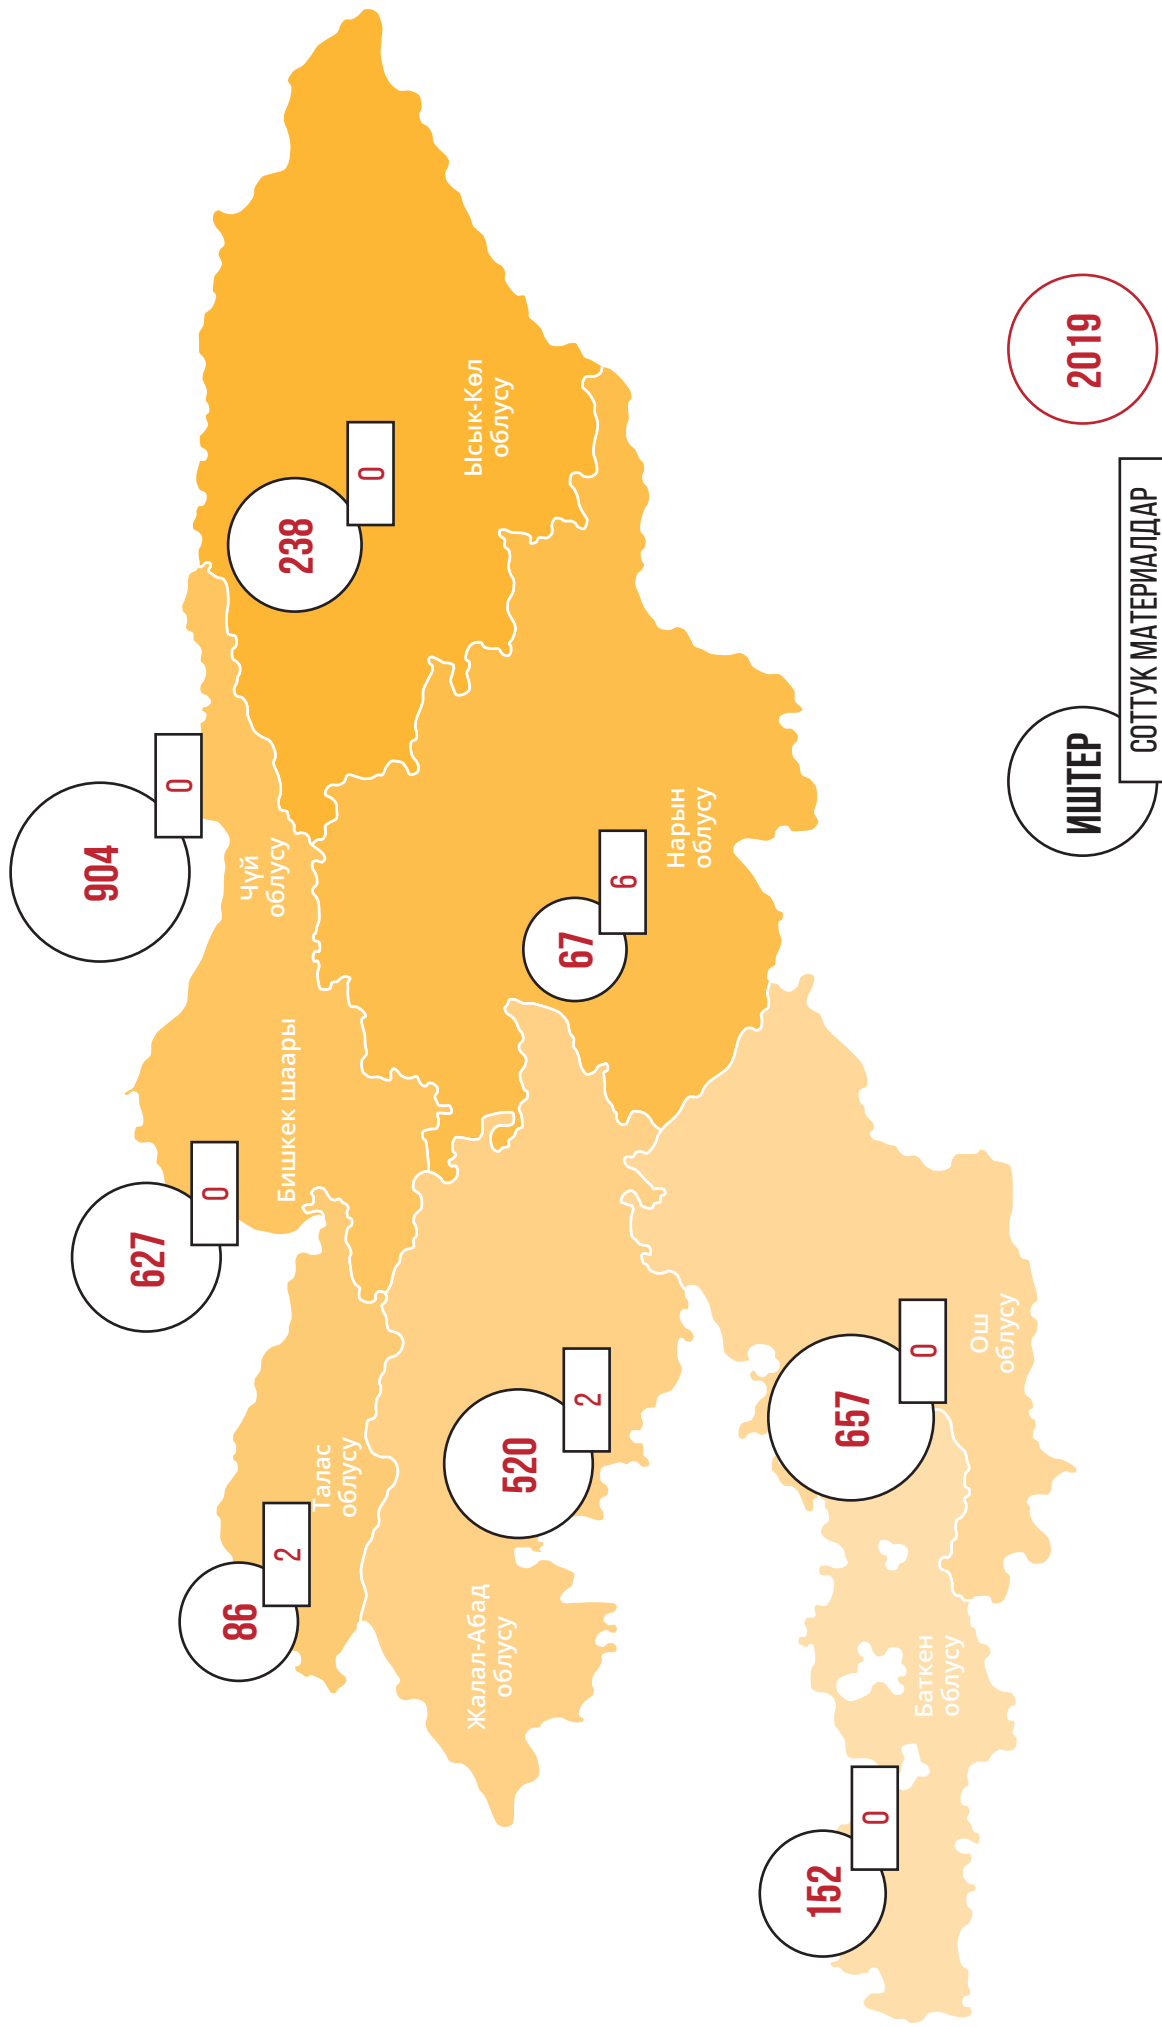 904
0
Чүй
облусу
627
0
Бишкек шаары
86
2
Талас
облусу
238
0
Ысык-Көл
облусу
520
2
Жалал-Абад
облусу
67
6
Нарын
облусу
657
0
Ош
облусу
152
0
Баткен
облусу
ИШТЕР
СОТТУК МАТЕРИАЛДАР
2019